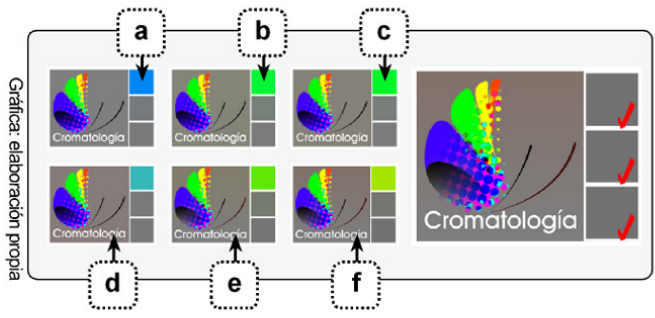 a
b
c
Cromatología
Cromatología
Cromatología
Cromatología
Cromatología
Cromatología
Cromatología
d
e
f
Gráfica: elaboración propia